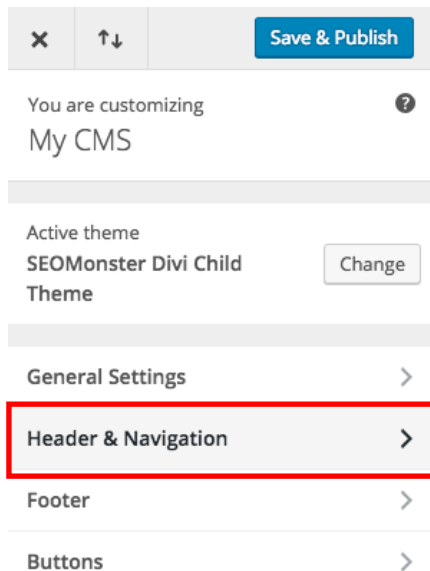 Save & Publish
You are customizing
My CMS
Active theme
SEOMonster Divi Child
Theme
Change
General Settings
Header & Navigation
Footer
Buttons